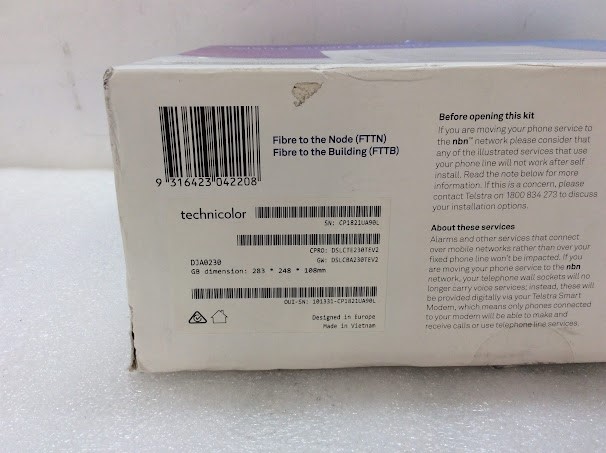 Fibre to the Node (FTTN)
Fibre to the Building (FTTB)
9 316423 042208
technicolor
SN: CP1821UA90L
CPRO: DSLCTE230TEV2
DJA0230
GW: DSLCBA230TEV2
GB dimension: 283 * 248 * 108mm
OUI-SN: 101331-CP1821UA90L
Designed in Europe
Made in Vietnam
Before opening this kit
If you are moving your phone service to
the nbn™ network please consider that
any of the illustrated services that use
your phone line will not work after self
install. Read the note below for more
information. If this is a concern, please
contact Telstra on 1800 834 273 to discuss
your installation options.
About these services
Alarms and other services that connect
over mobile networks rather than over your
fixed phone line won't be impacted. If you
are moving your phone service to the nbn
network, your telephone wall sockets will no
longer carry voice services; instead, these will
be provided digitally via your Telstra Smart
Modem, which means only phones connected
to your modem will be able to make and
receive calls or use telephone line services.